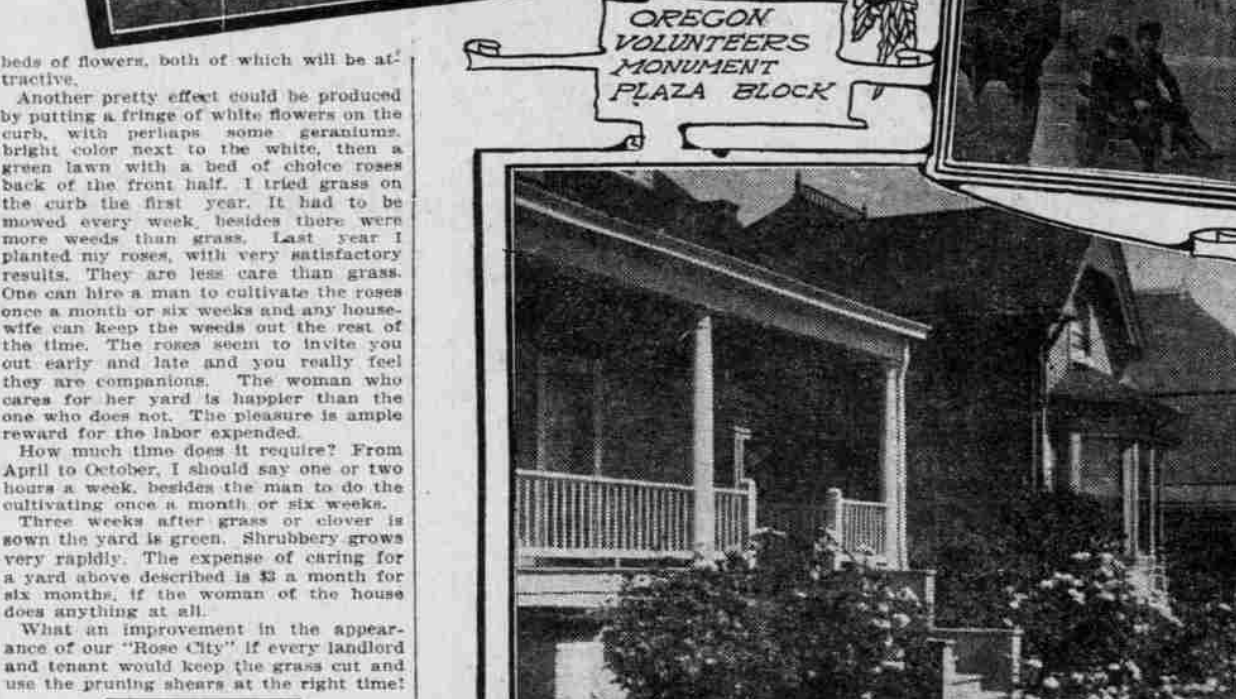 beds of flowers, both of which will be at-
tractive.
Another pretty effect could be produced
by putting a fringe of white flowers on the
curb, with perhaps some geraniums,
bright color next to the white, then a
green lawn with a bed of choice roses
back of the front half. I tried grass on
the curb the first year. It had to be
mowed every week, besides there were
more weeds than grass. Last year I
planted my roses, with very satisfactory
results. They are less care than grass.
One can hire a man to cultivate the roses
once a month or six weeks and any house-
wife can keep the weeds out the rest of
the time. The roses seem to invite you
out early and late and you really feel
they are companions. The woman who
cares for her yard is happier than the
one who does not. The pleasure is ample
reward for the labor expended.
How much time does it require? From
April to October, I should say one or two
hours a week, besides the man to do the
cultivating once a month or six weeks.
Three weeks after grass or clover is
sown the yard is green. Shrubbery grows
very rapidly. The expense of caring for
a yard above described is $3 a month for
six months, if the woman of the house
does anything at all.
What an improvement in the appear-
ance of our "Rose City" if every landlord
and tenant would keep the grass cut and
use the pruning shears at the right time!
OREGON
VOLUNTEERS
MONUMENT
PLAZA BLOCK